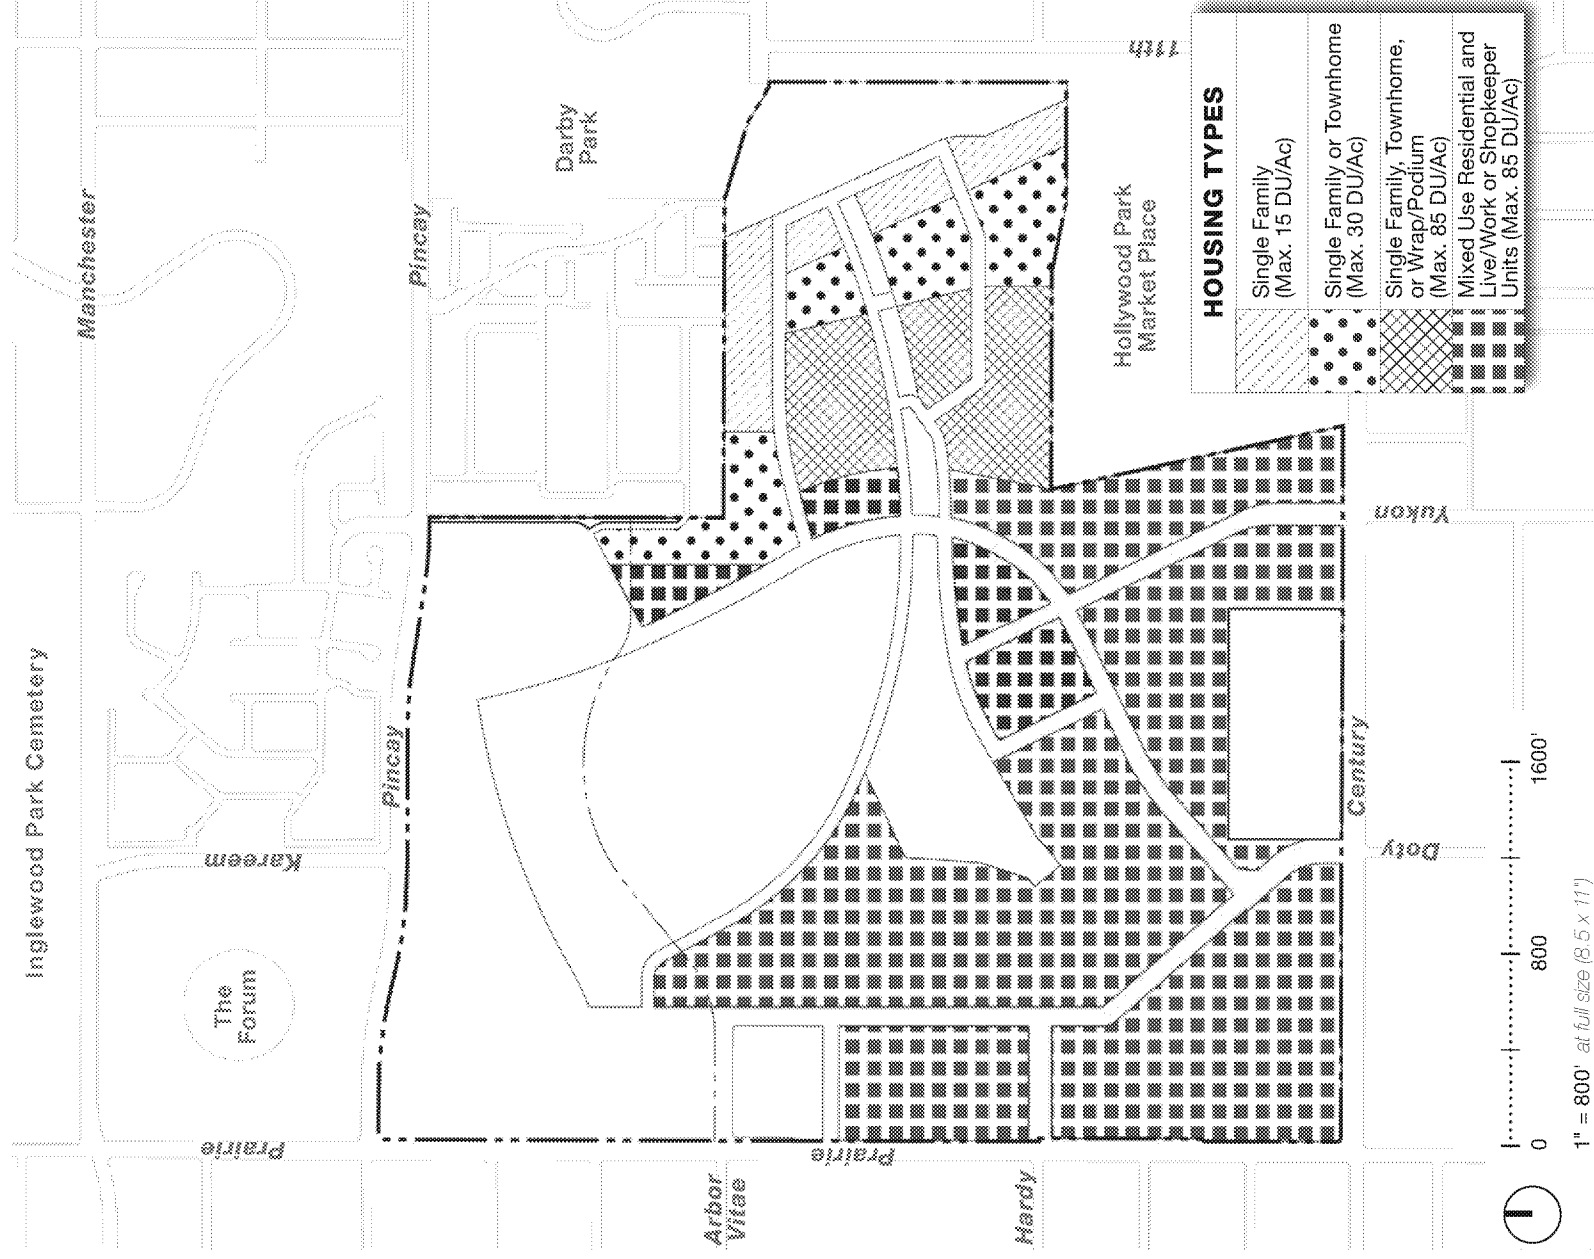 Inglewood Park Cemetery
Manchester
The
Forum
Kareem
Pincay
Pincay
Darby
Park
Prairie
Prairie
Arbor
Vitae
Hardy
11th
Hollywood Park
Market Place
Yukon
Century
Doty
HOUSING TYPES
Single Family
(Max. 15 DU/Ac)
Single Family or Townhome
(Max. 30 DU/Ac)
Single Family, Townhome,
or Wrap/Podium
(Max. 85 DU/Ac)
Mixed Use Residential and
Live/Work or Shopkeeper
Units (Max. 85 DU/Ac)
0 800 1600'
1" = 800' at full size (8.5 x 11")